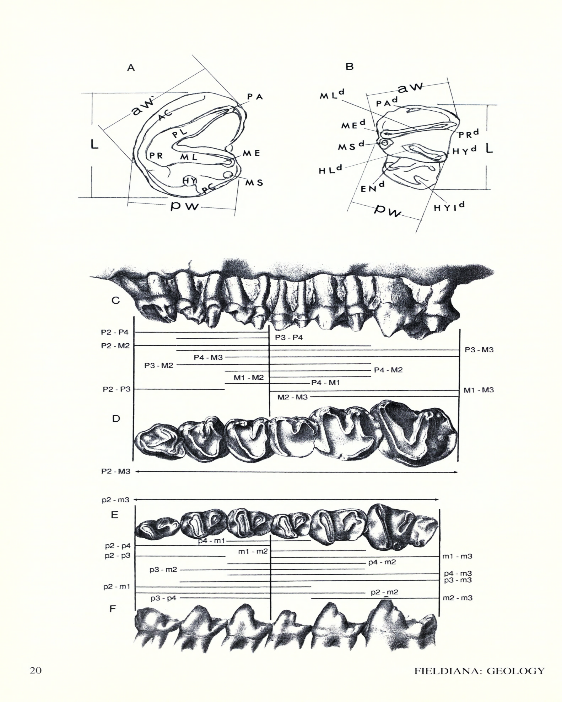 A
B
aw
PA
AC
PL
L
PR
ML
ME
HY
MS
PC
pw
aw
MLd
PAd
MEd
PRd
MSd
HYd
L
HLd
ENd
HYld
pw
C
P2 - P4
P3 - P4
P2 - M2
P3 - M3
P4 - M3
P3 - M2
P4 - M2
M1 - M2
P4 - M1
P2 - P3
M1 - M3
M2 - M3
D
P2 - M3
p2 - m3
E
p4 - m1
p2 - p4
m1 - m2
p2 - p3
m1 - m3
p4 - m2
p3 - m2
p4 - m3
p3 - m3
p2 - m1
p2 - m2
p3 - p4
m2 - m3
F
20
FIELDIANA: GEOLOGY